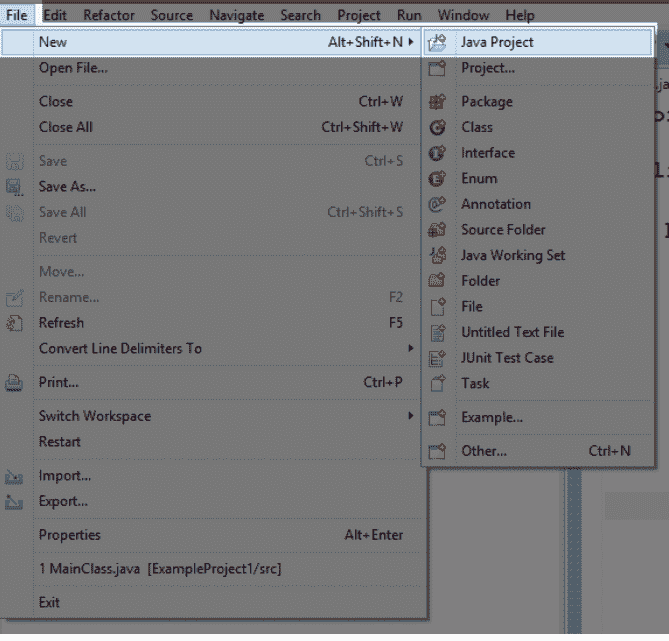 File Edit Refactor Source Navigate Search Project Run Window Help
New Alt+Shift+N Java Project
Open File... Project...
Close Ctrl+W Package
Close All Ctrl+Shift+W Class
Save Ctrl+S Interface
Save As... Enum
Save All Ctrl+Shift+S Annotation
Revert Source Folder
Java Working Set
Move... Folder
Rename... F2 File
Refresh F5 Untitled Text File
Convert Line Delimiters To JUnit Test Case
Print... Ctrl+P Task
Switch Workspace Example...
Restart Other... Ctrl+N
Import...
Export...
Properties Alt+Enter
1 MainClass.java [ExampleProject1/src]
Exit